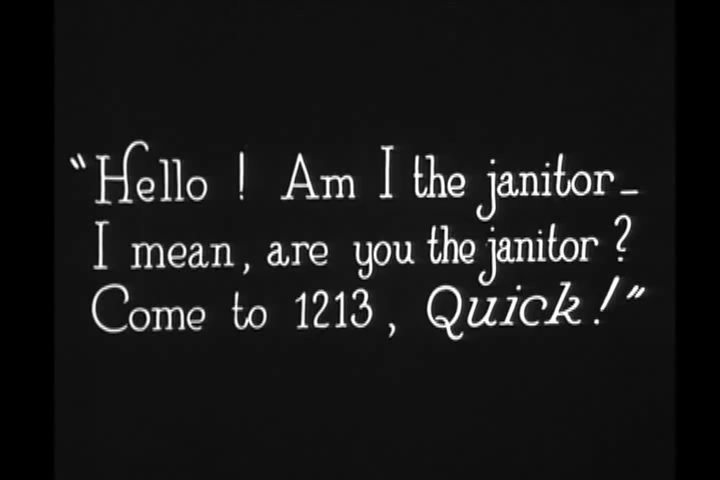 "Hello ! Am I the janitor –
I mean, are you the janitor ?
Come to 1213, Quick!"